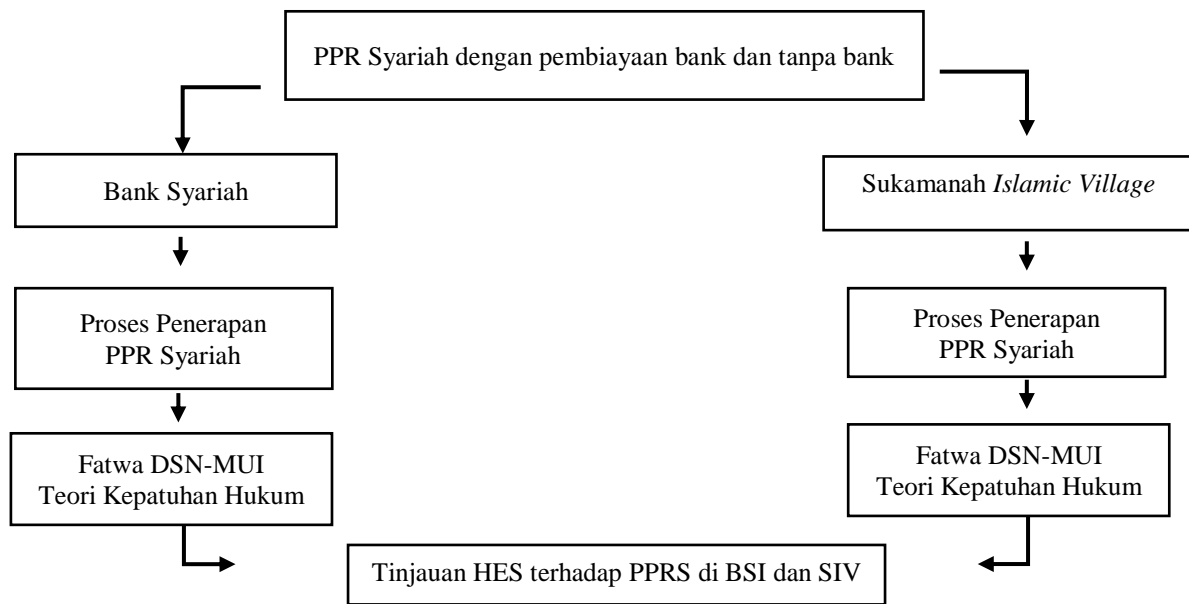 PPR Syariah dengan pembiayaan bank dan tanpa bank
Bank Syariah
Sukamanah Islamic Village
Proses Penerapan
PPR Syariah
Proses Penerapan
PPR Syariah
Fatwa DSN-MUI
Teori Kepatuhan Hukum
Fatwa DSN-MUI
Teori Kepatuhan Hukum
Tinjauan HES terhadap PPRS di BSI dan SIV